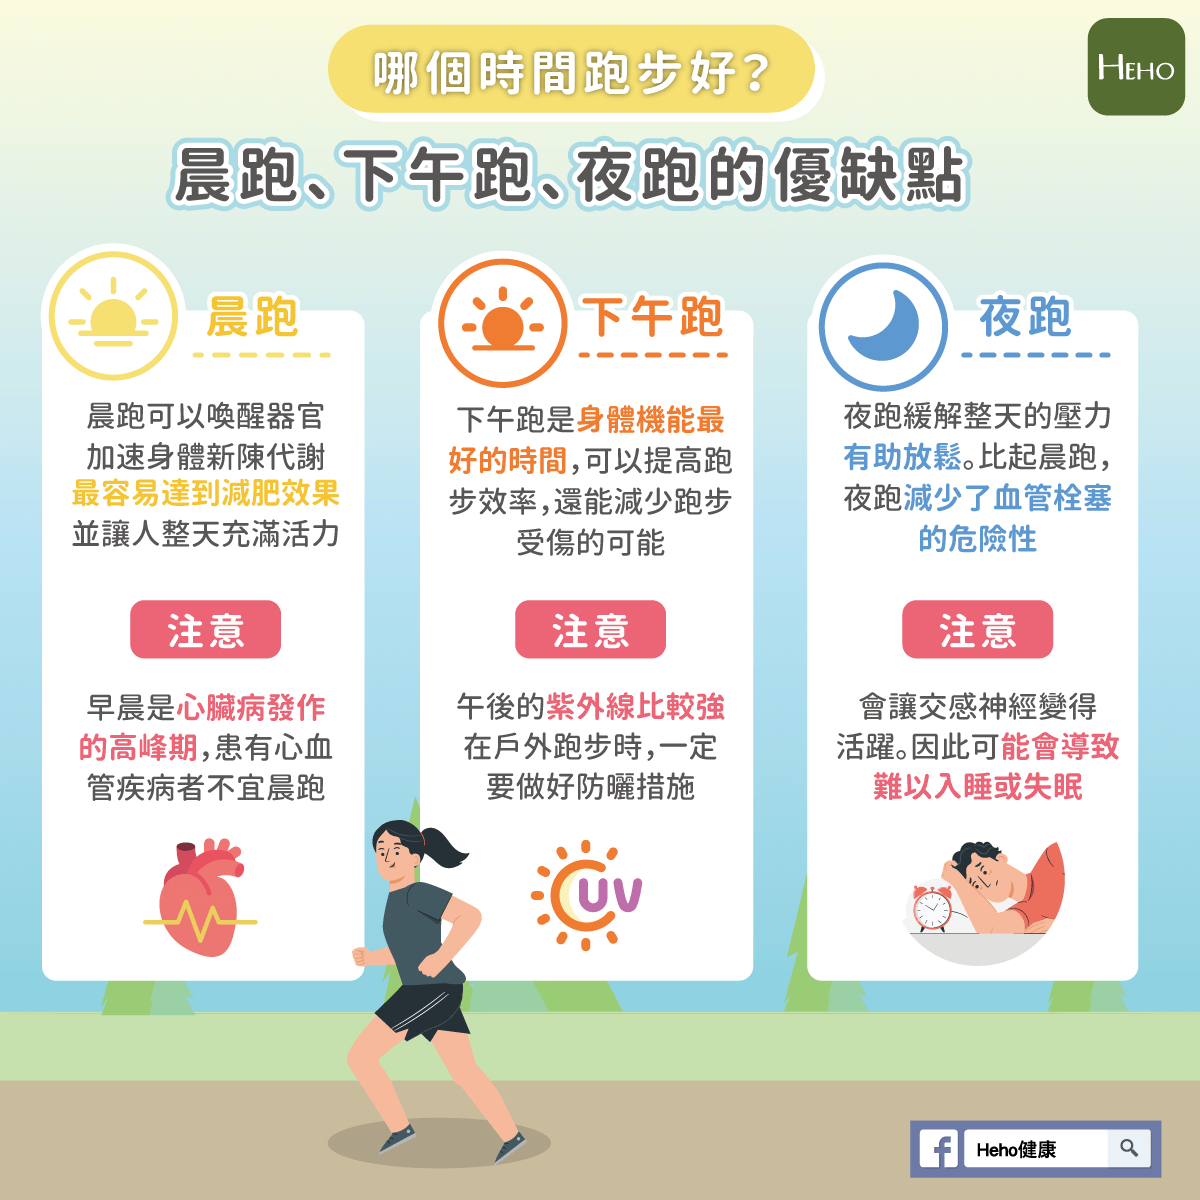 哪個時間跑步好？
HEHO
晨跑、下午跑、夜跑的優缺點
晨跑
晨跑可以喚醒器官
加速身體新陳代謝
最容易達到減肥效果
並讓人整天充滿活力
注意
早晨是心臟病發作
的高峰期，患有心血
管疾病者不宜晨跑
下午跑
下午跑是身體機能最
好的時間，可以提高跑
步效率，還能減少跑步
受傷的可能
注意
午後的紫外線比較強
在戶外跑步時，一定
要做好防曬措施
UV
夜跑
夜跑緩解整天的壓力
有助放鬆。比起晨跑，
夜跑減少了血管栓塞
的危險性
注意
會讓交感神經變得
活躍。因此可能會導致
難以入睡或失眠
f
Heho健康